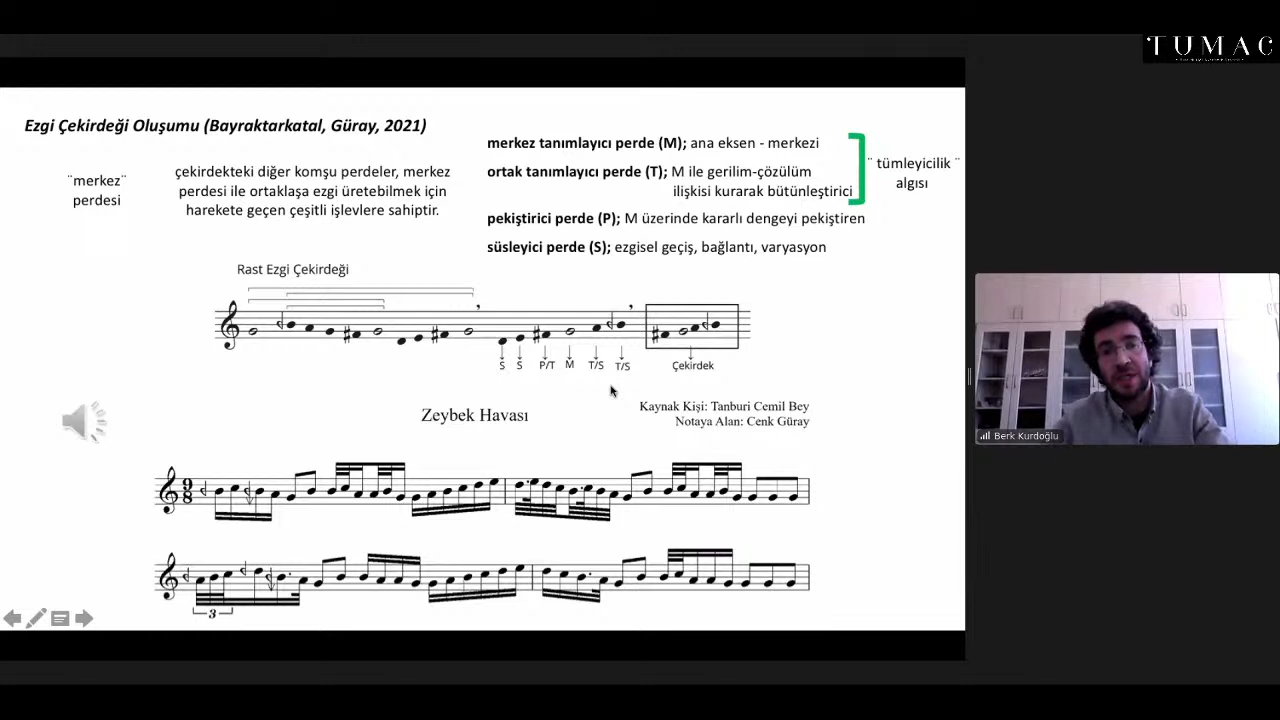 TUMAC
Ezgi Çekirdeği Oluşumu (Bayraktarkatal, Güray, 2021)
¨merkez¨
perdesi
çekirdekteki diğer komşu perdeler, merkez
perdesi ile ortaklaşa ezgi üretebilmek için
harekete geçen çeşitli işlevlere sahiptir.
merkez tanımlayıcı perde (M); ana eksen - merkezi
ortak tanımlayıcı perde (T); M ile gerilim-çözülüm
ilişkisi kurarak bütünleştirici
pekiştirici perde (P); M üzerinde kararlı dengeyi pekiştiren
süsleyici perde (S); ezgisel geçiş, bağlantı, varyasyon
¨ tümleyicilik ¨
algısı
Rast Ezgi Çekirdeği
S S P/T M T/S T/S Çekirdek
Zeybek Havası
Kaynak Kişi: Tanburi Cemil Bey
Notaya Alan: Cenk Güray
9
8
3
Berk Kurdoğlu